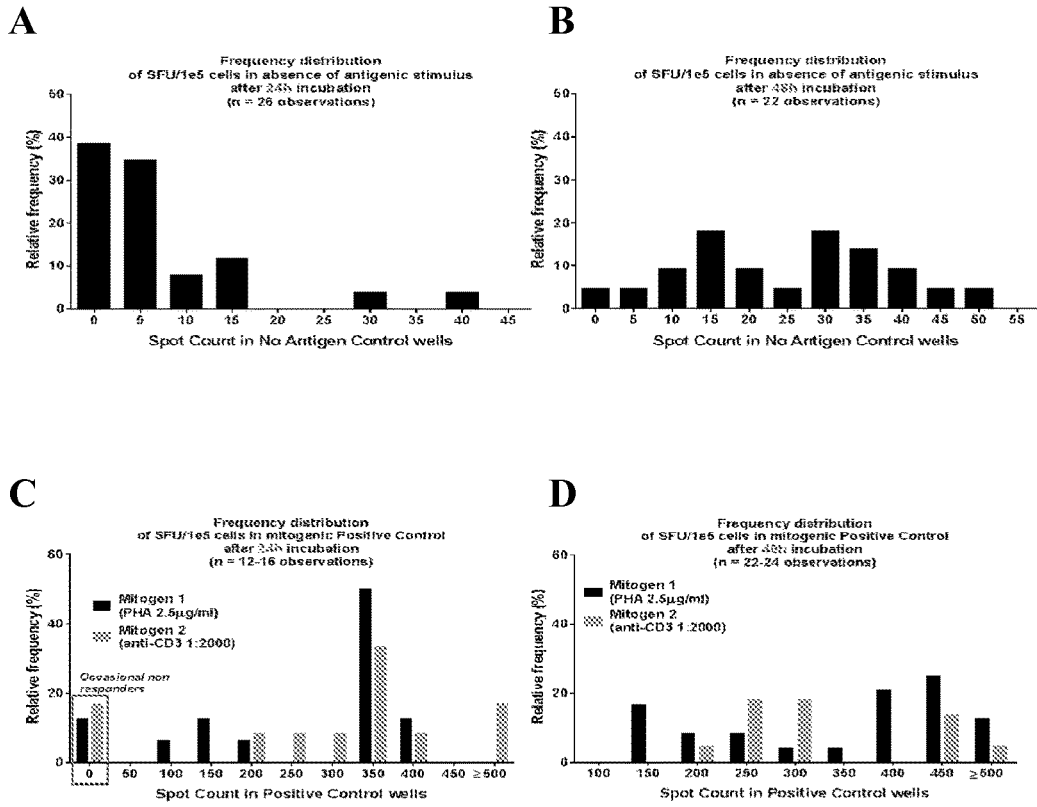 A
Frequency distribution
of SFU/1e5 cells in absence of antigenic stimulus
after 24h incubation
(n = 26 observations)
Relative frequency (%)
50
40
30
20
10
0
0 5 10 15 20 25 30 35 40 45
Spot Count in No Antigen Control wells
B
Frequency distribution
of SFU/1e5 cells in absence of antigenic stimulus
after 48h incubation
(n = 22 observations)
Relative frequency (%)
50
40
30
20
10
0
0 5 10 15 20 25 30 35 40 45 50 55
Spot Count in No Antigen Control wells
C
Frequency distribution
of SFU/1e5 cells in mitogenic Positive Control
after 24h incubation
(n = 12-16 observations)
Relative frequency (%)
60
40
20
0
Mitogen 1
(PHA 2.5µg/ml)
Mitogen 2
(anti-CD3 1:2000)
Occasional non
responders
0 50 100 150 200 250 300 350 400 450 ≥500
Spot Count in Positive Control wells
D
Frequency distribution
of SFU/1e5 cells in mitogenic Positive Control
after 48h incubation
(n = 22-24 observations)
Relative frequency (%)
60
40
20
0
Mitogen 1
(PHA 2.5µg/ml)
Mitogen 2
(anti-CD3 1:2000)
100 150 200 250 300 350 400 450 ≥500
Spot Count in Positive Control wells